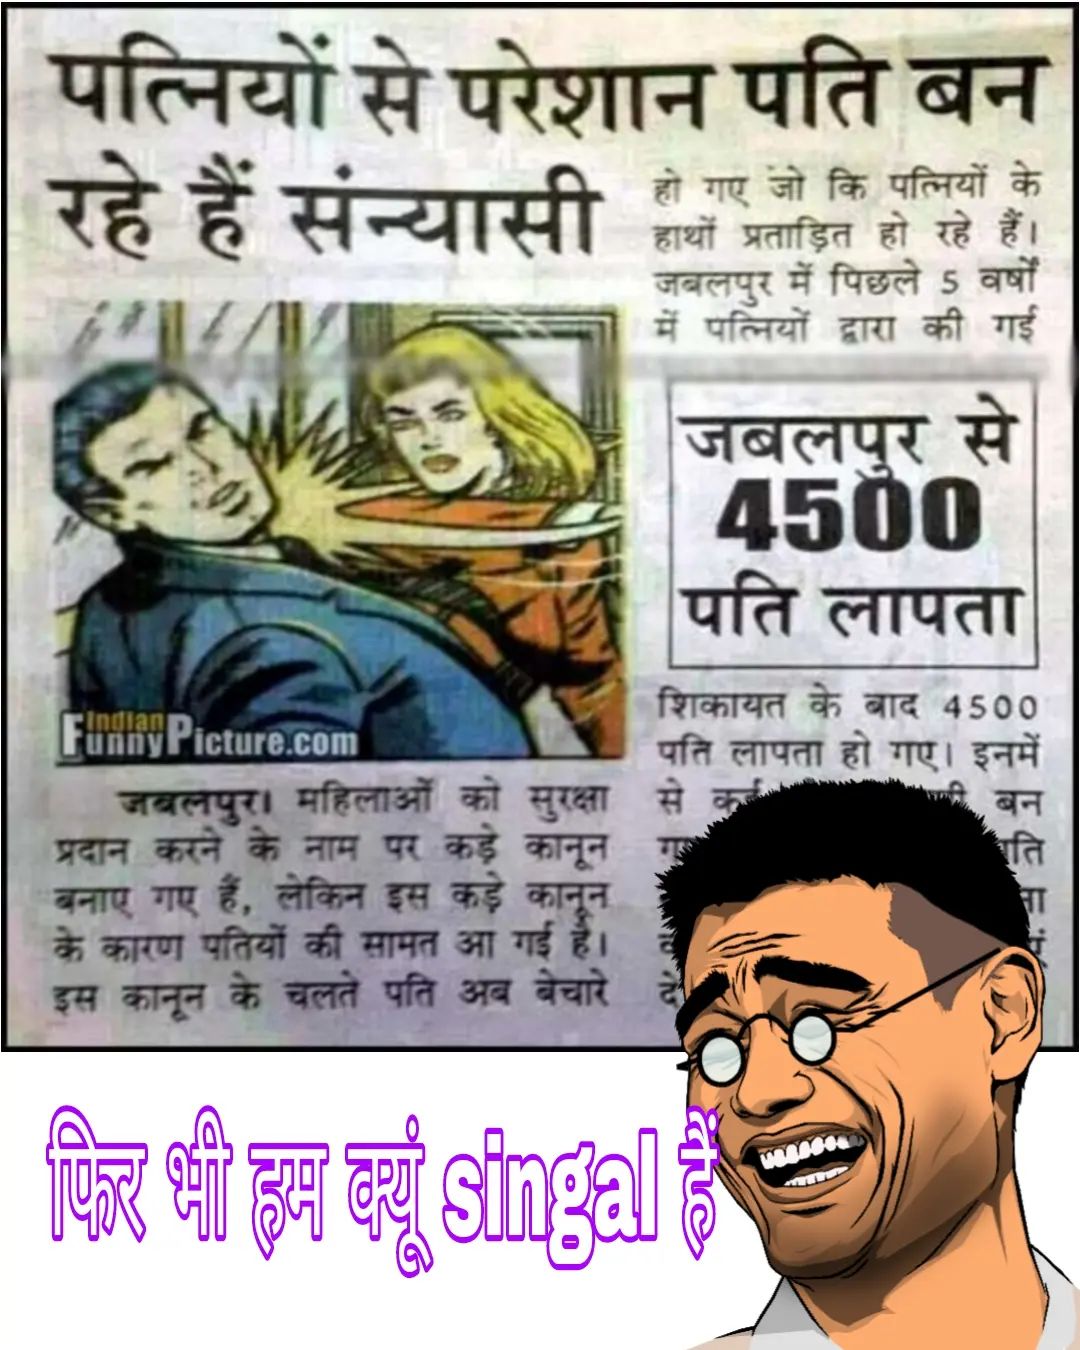 पत्नियों से परेशान पति बन
रहे हैं संन्यासी
Indian
FunnyPicture.com
जबलपुर। महिलाओं को सुरक्षा
प्रदान करने के नाम पर कड़े कानून
बनाए गए हैं, लेकिन इस कड़े कानून
के कारण पतियों की सामत आ गई है।
इस कानून के चलते पति अब बेचारे
हो गए जो कि पत्नियों के
हाथों प्रताड़ित हो रहे हैं।
जबलपुर में पिछले 5 वर्षों
में पत्नियों द्वारा की गई
जबलपुर से
4500
पति लापता
शिकायत के बाद 4500
पति लापता हो गए। इनमें
से बन
फिर भी हम क्यूं singal हैं